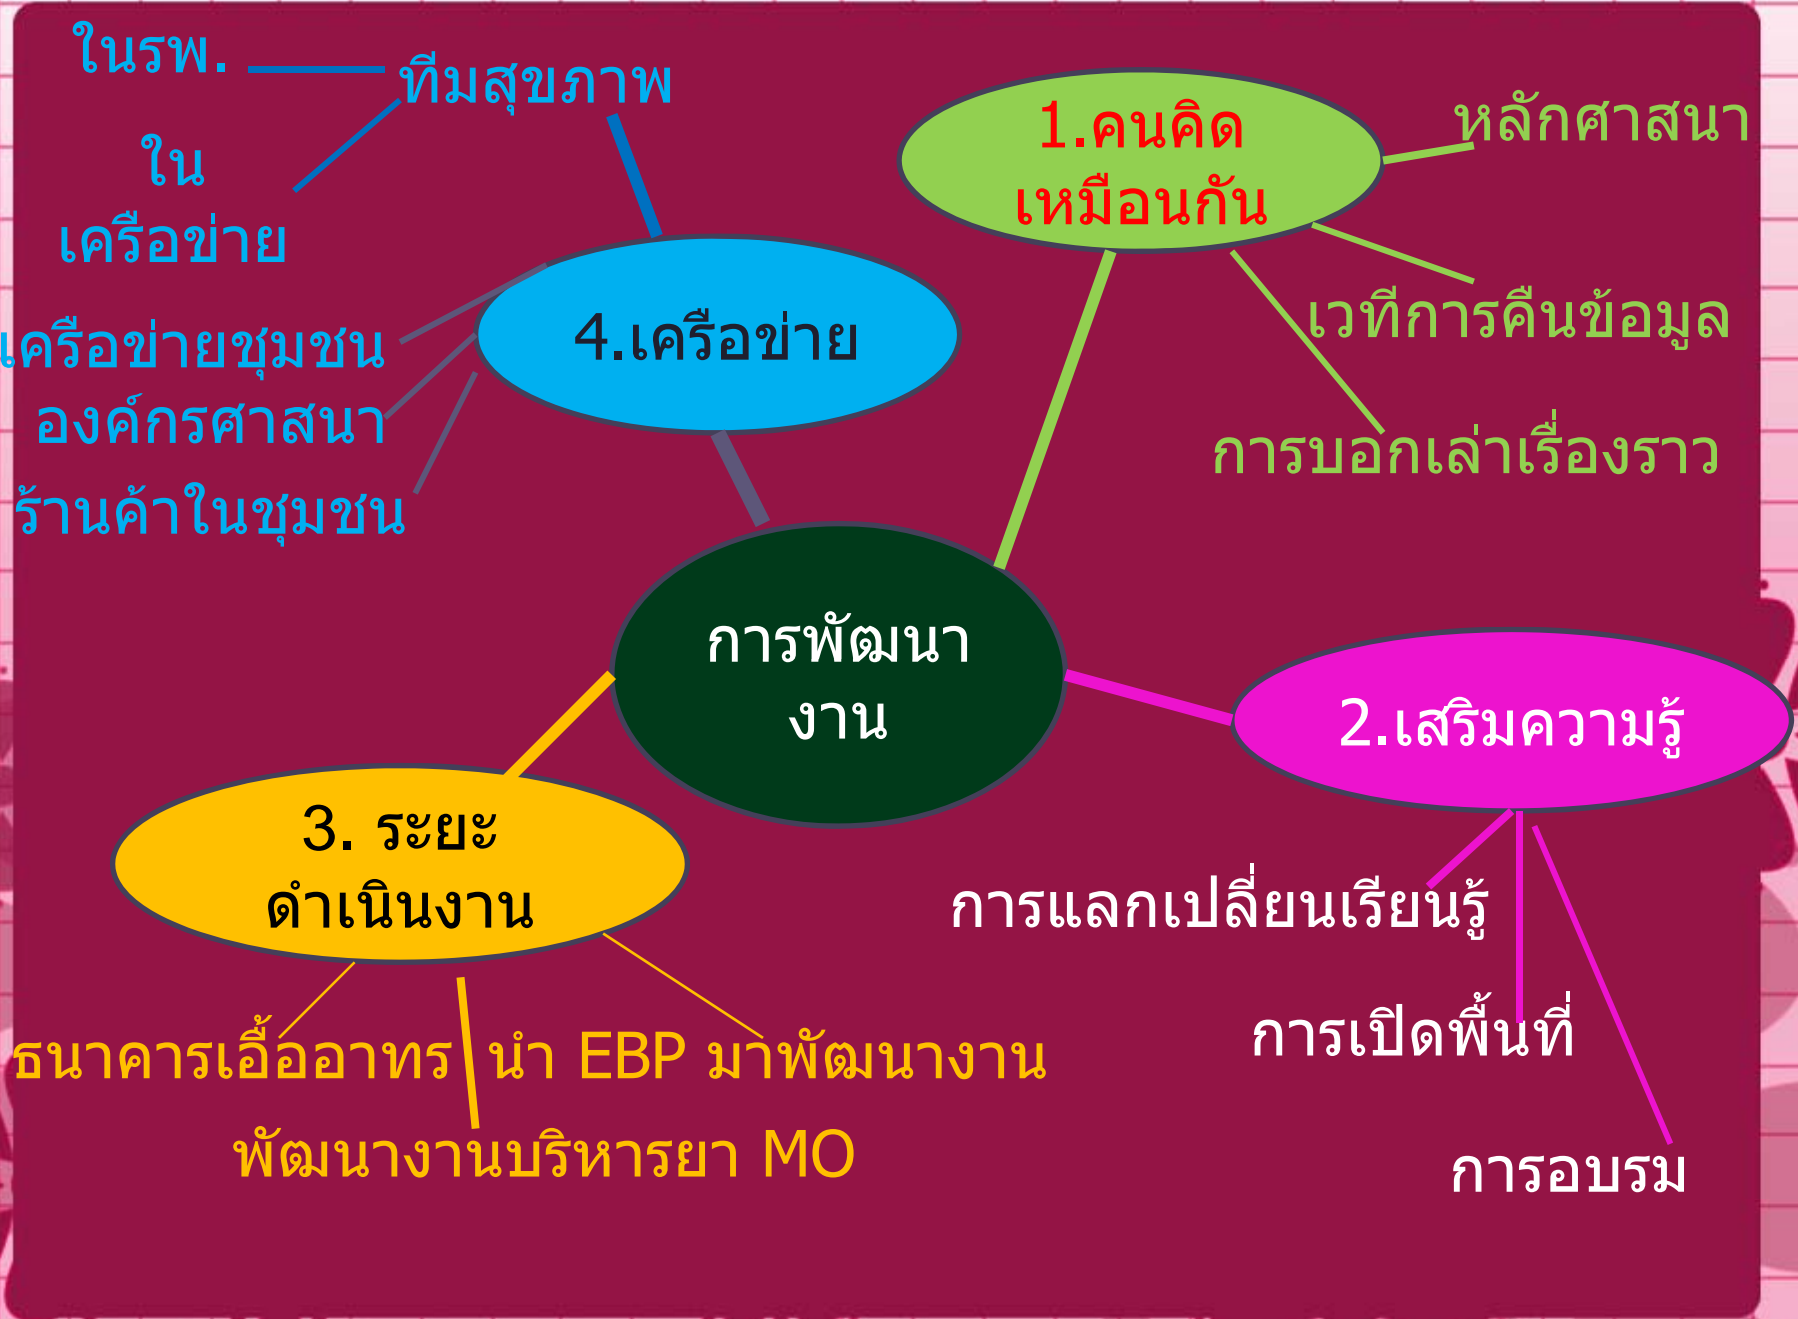 ในรพ.
ทีมสุขภาพ
ใน
เครือข่าย
4.เครือข่าย
เครือข่ายชุมชน
องค์กรศาสนา
ร้านค้าในชุมชน
1.คนคิด
เหมือนกัน
หลักศาสนา
เวทีการคืนข้อมูล
การบอกเล่าเรื่องราว
การพัฒนา
งาน
2.เสริมความรู้
การแลกเปลี่ยนเรียนรู้
การเปิดพื้นที่
การอบรม
3. ระยะ
ดำเนินงาน
ธนาคารเอื้ออาทร
นำ EBP มาพัฒนางาน
พัฒนางานบริหารยา MO